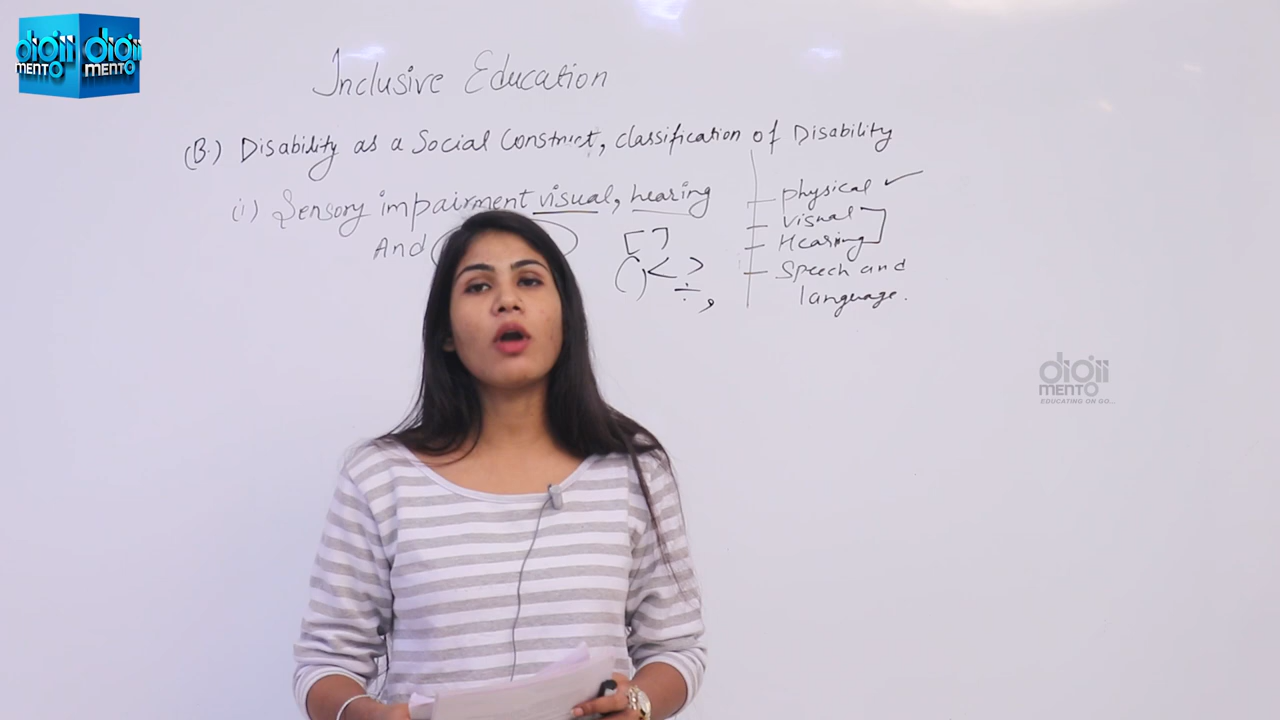 digii
MENTO
digii
MENTO
Inclusive Education
(B.) Disability as a Social Construct, classification of Disability
(i) Sensory impairment visual, hearing
And
[ ]
( ) < >
÷ ,
physical ✓
visual
Hearing
Speech and
language.
digii
MENTO
EDUCATING ON GO...